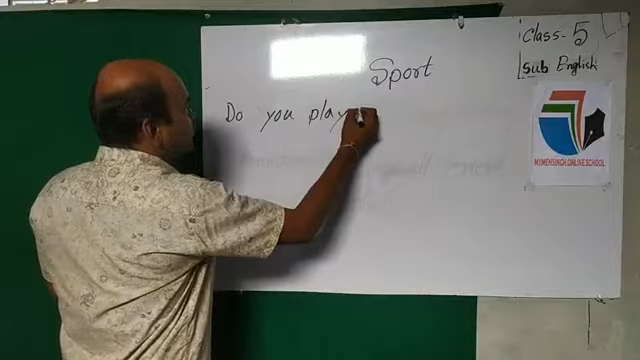 Class- 5
Sub English
Sport
Do you play
MYMENSINGH ONLINE SCHOOL